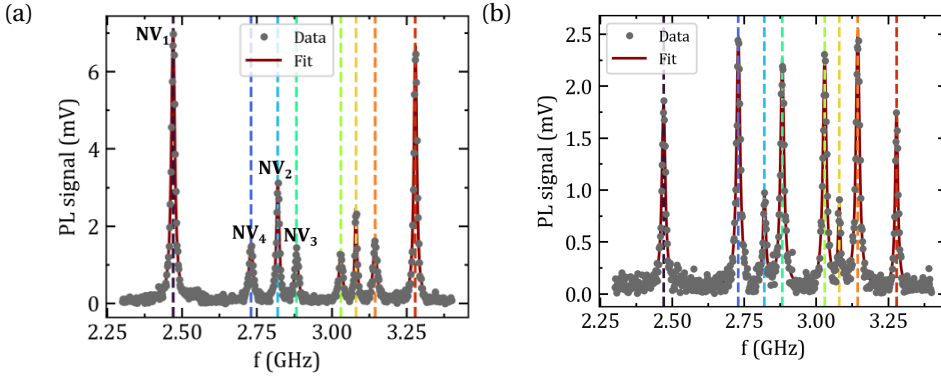 (a)
NV1
Data
Fit
NV2
NV4
NV3
6
4
2
0
PL signal (mV)
2.25
2.50
2.75
3.00
3.25
f (GHz)
(b)
Data
Fit
2.5
2.0
1.5
1.0
0.5
0.0
PL signal (mV)
2.25
2.50
2.75
3.00
3.25
f (GHz)